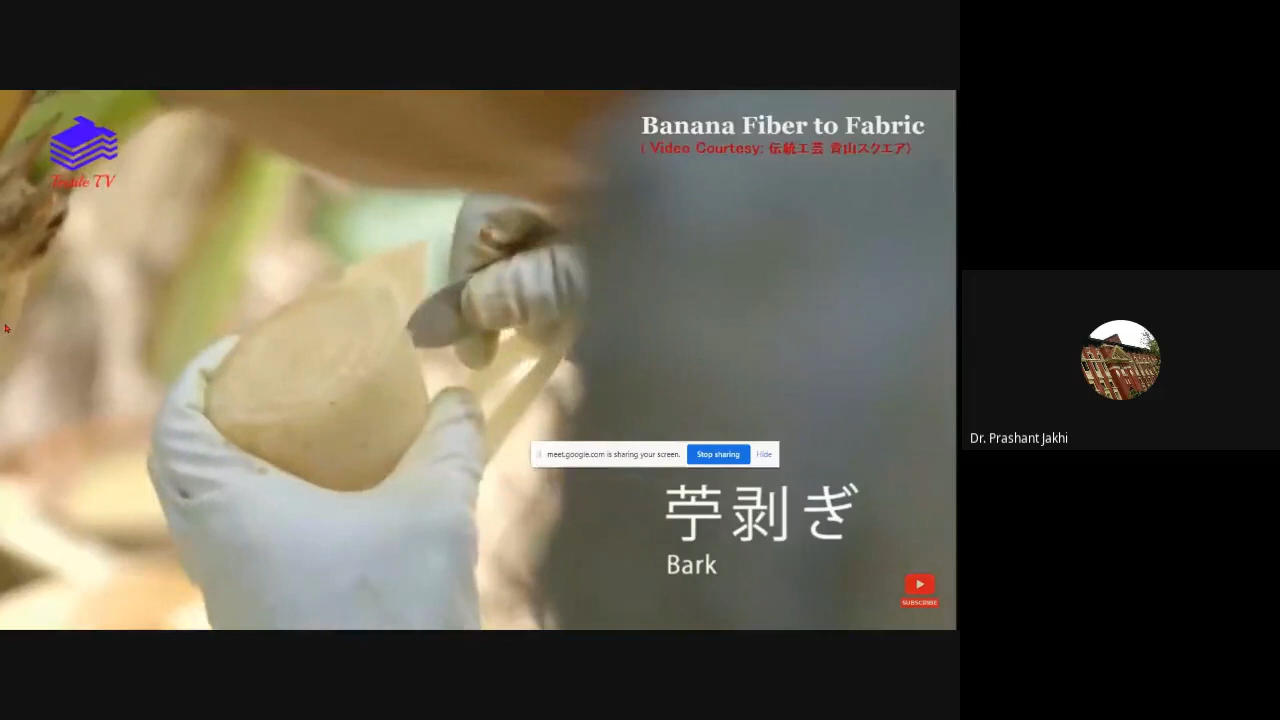 Banana Fiber to Fabric
( Video Courtesy: 伝統工芸 青山スクエア)
TV
meet.google.com is sharing your screen.
Stop sharing
Hide
苧剥ぎ
Bark
SUBSCRIBE
Dr. Prashant Jakhi